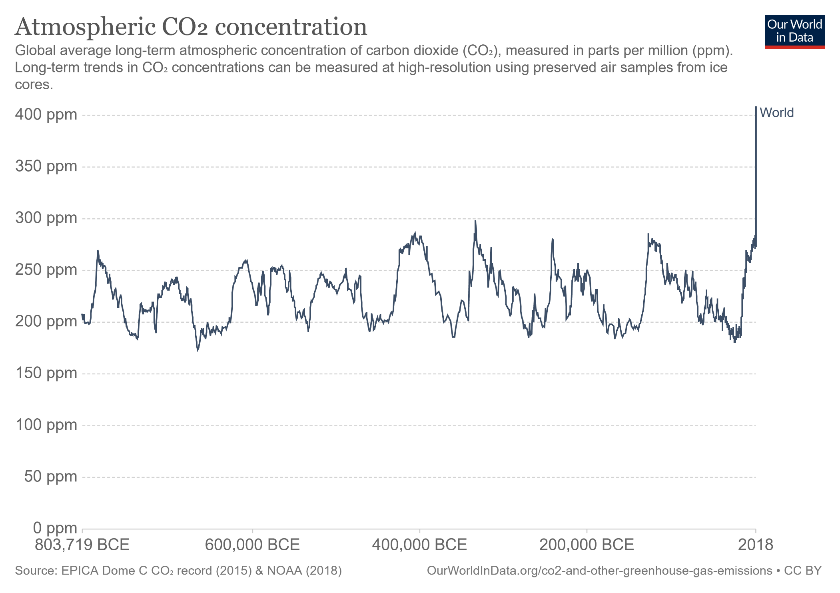 Atmospheric CO₂ concentration
Our World
in Data
Global average long-term atmospheric concentration of carbon dioxide (CO₂), measured in parts per million (ppm).
Long-term trends in CO₂ concentrations can be measured at high-resolution using preserved air samples from ice
cores.
400 ppm
World
350 ppm
300 ppm
250 ppm
200 ppm
150 ppm
100 ppm
50 ppm
0 ppm
803,719 BCE 600,000 BCE 400,000 BCE 200,000 BCE 2018
Source: EPICA Dome C CO₂ record (2015) & NOAA (2018) OurWorldInData.org/co2-and-other-greenhouse-gas-emissions • CC BY